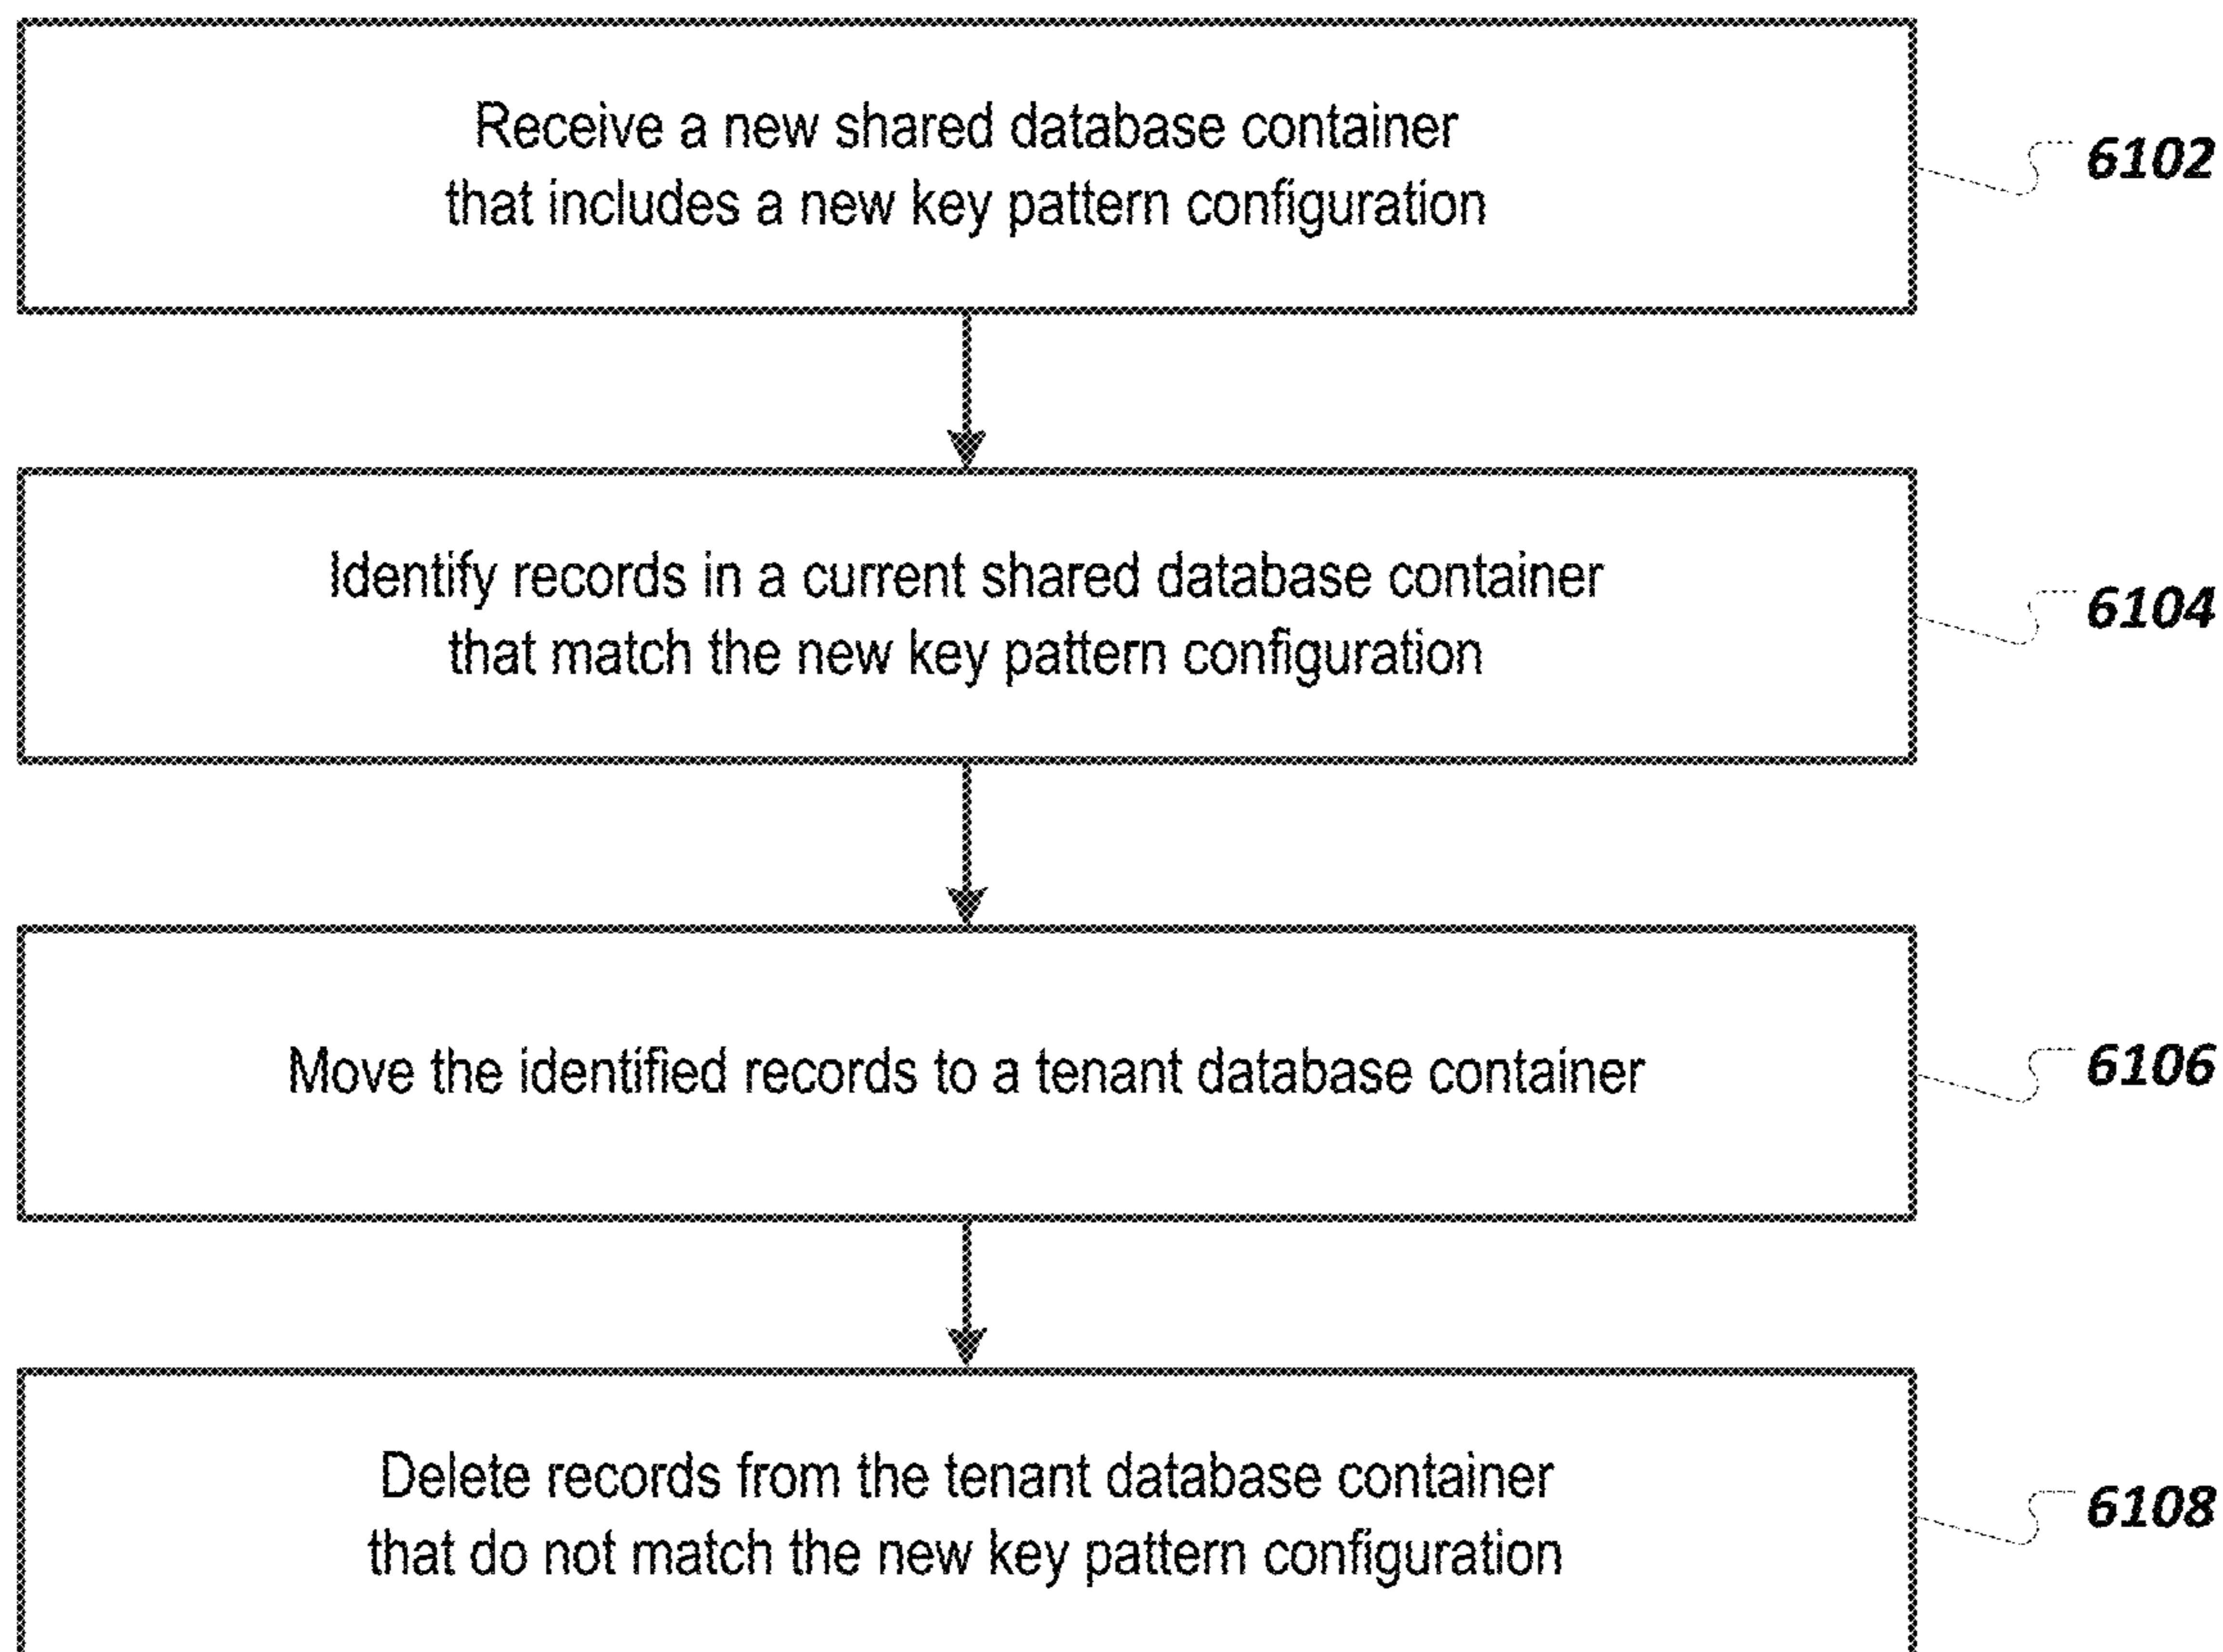 Receive a new shared database container
that includes a new key pattern configuration
6102
Identify records in a current shared database container
that match the new key pattern configuration
6104
Move the identified records to a tenant database container
6106
Delete records from the tenant database container
that do not match the new key pattern configuration
6108